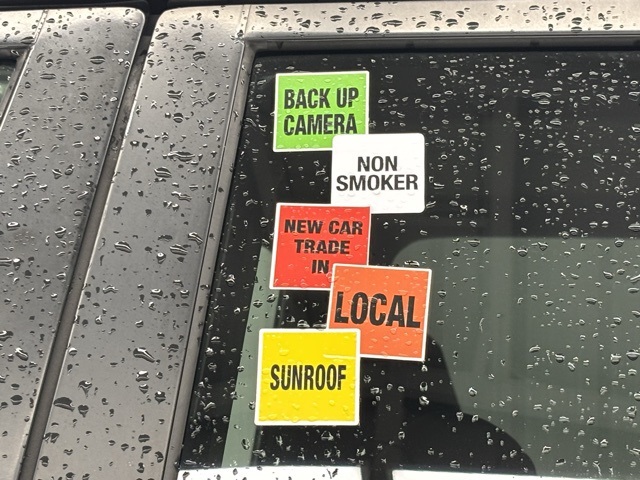 BACK UP
CAMERA
NON
SMOKER
NEW CAR
TRADE
IN
LOCAL
SUNROOF